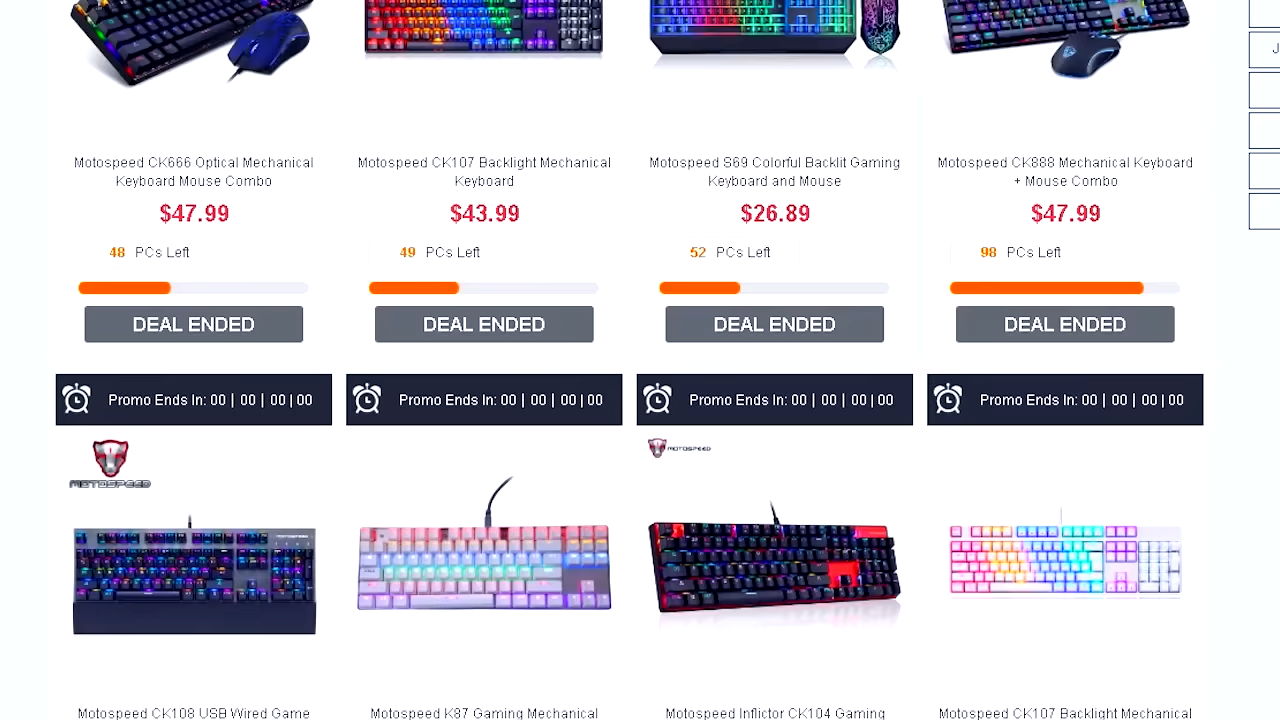 Motospeed CK666 Optical Mechanical
Keyboard Mouse Combo
$47.99
48 PCs Left
DEAL ENDED
Motospeed CK107 Backlight Mechanical
Keyboard
$43.99
49 PCs Left
DEAL ENDED
Motospeed S69 Colorful Backlit Gaming
Keyboard and Mouse
$26.89
52 PCs Left
DEAL ENDED
Motospeed CK888 Mechanical Keyboard
+ Mouse Combo
$47.99
98 PCs Left
DEAL ENDED
J
Promo Ends In: 00 | 00 | 00 | 00
MOTOSPEED
Motospeed CK108 USB Wired Game
Promo Ends In: 00 | 00 | 00 | 00
Motospeed K87 Gaming Mechanical
Promo Ends In: 00 | 00 | 00 | 00
MOTOSPEED
Motospeed Inflictor CK104 Gaming
Promo Ends In: 00 | 00 | 00 | 00
Motospeed CK107 Backlight Mechanical